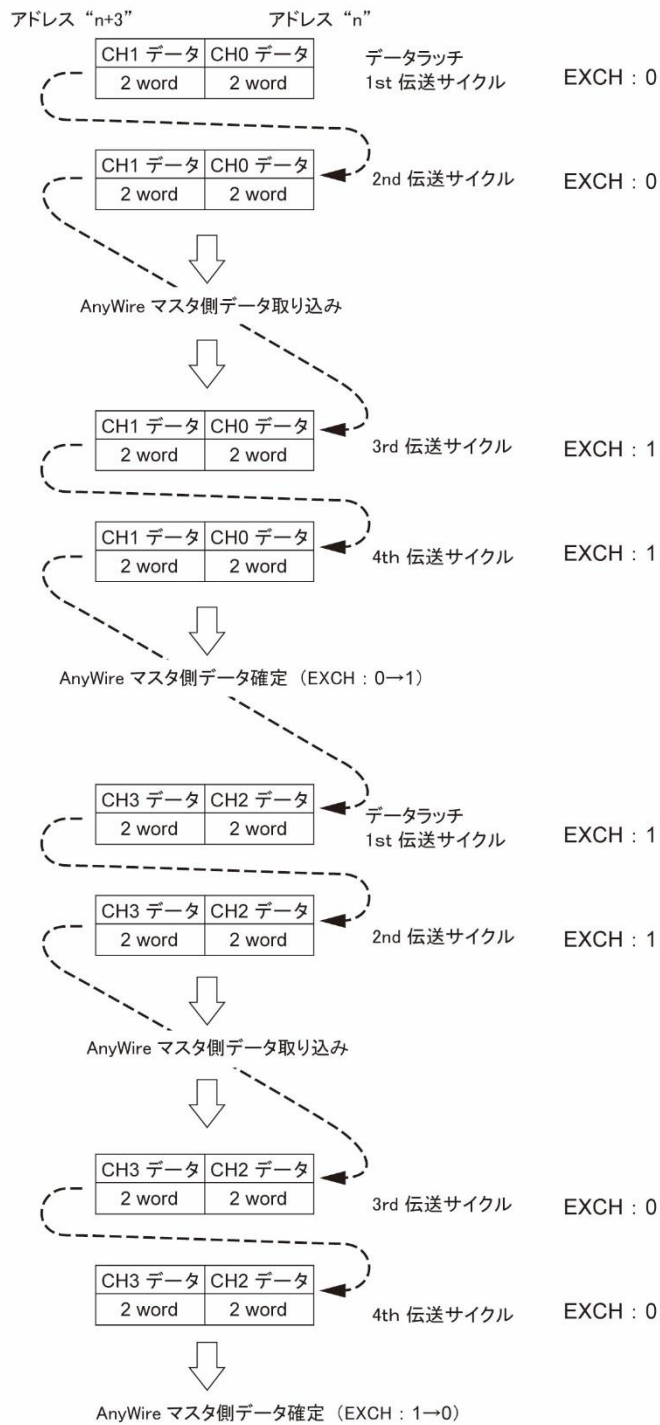 アドレス “n+3” アドレス “n”
CH1 データ CH0 データ データラッチ
2 word 2 word 1st 伝送サイクル EXCH : 0
CH1 データ CH0 データ
2 word 2 word 2nd 伝送サイクル EXCH : 0
AnyWire マスタ側データ取り込み
CH1 データ CH0 データ
2 word 2 word 3rd 伝送サイクル EXCH : 1
CH1 データ CH0 データ
2 word 2 word 4th 伝送サイクル EXCH : 1
AnyWire マスタ側データ確定 (EXCH : 0→1)
CH3 データ CH2 データ データラッチ
2 word 2 word 1st 伝送サイクル EXCH : 1
CH3 データ CH2 データ
2 word 2 word 2nd 伝送サイクル EXCH : 1
AnyWire マスタ側データ取り込み
CH3 データ CH2 データ
2 word 2 word 3rd 伝送サイクル EXCH : 0
CH3 データ CH2 データ
2 word 2 word 4th 伝送サイクル EXCH : 0
AnyWire マスタ側データ確定 (EXCH : 1→0)